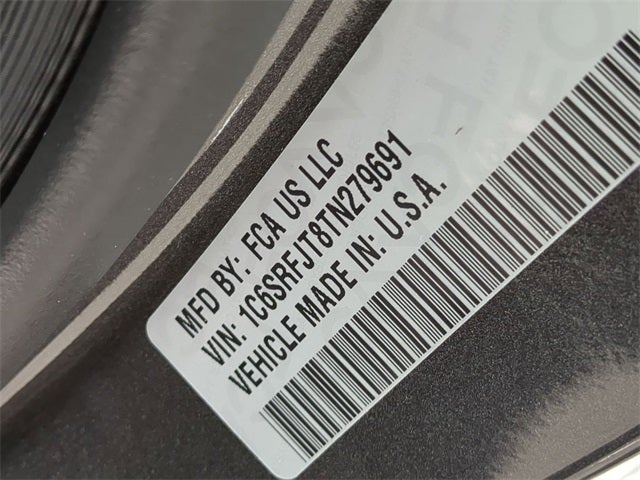 MFD BY: FCA US LLC
VIN: 1C6SRFJT8TN279691
VEHICLE MADE IN: U.S.A.